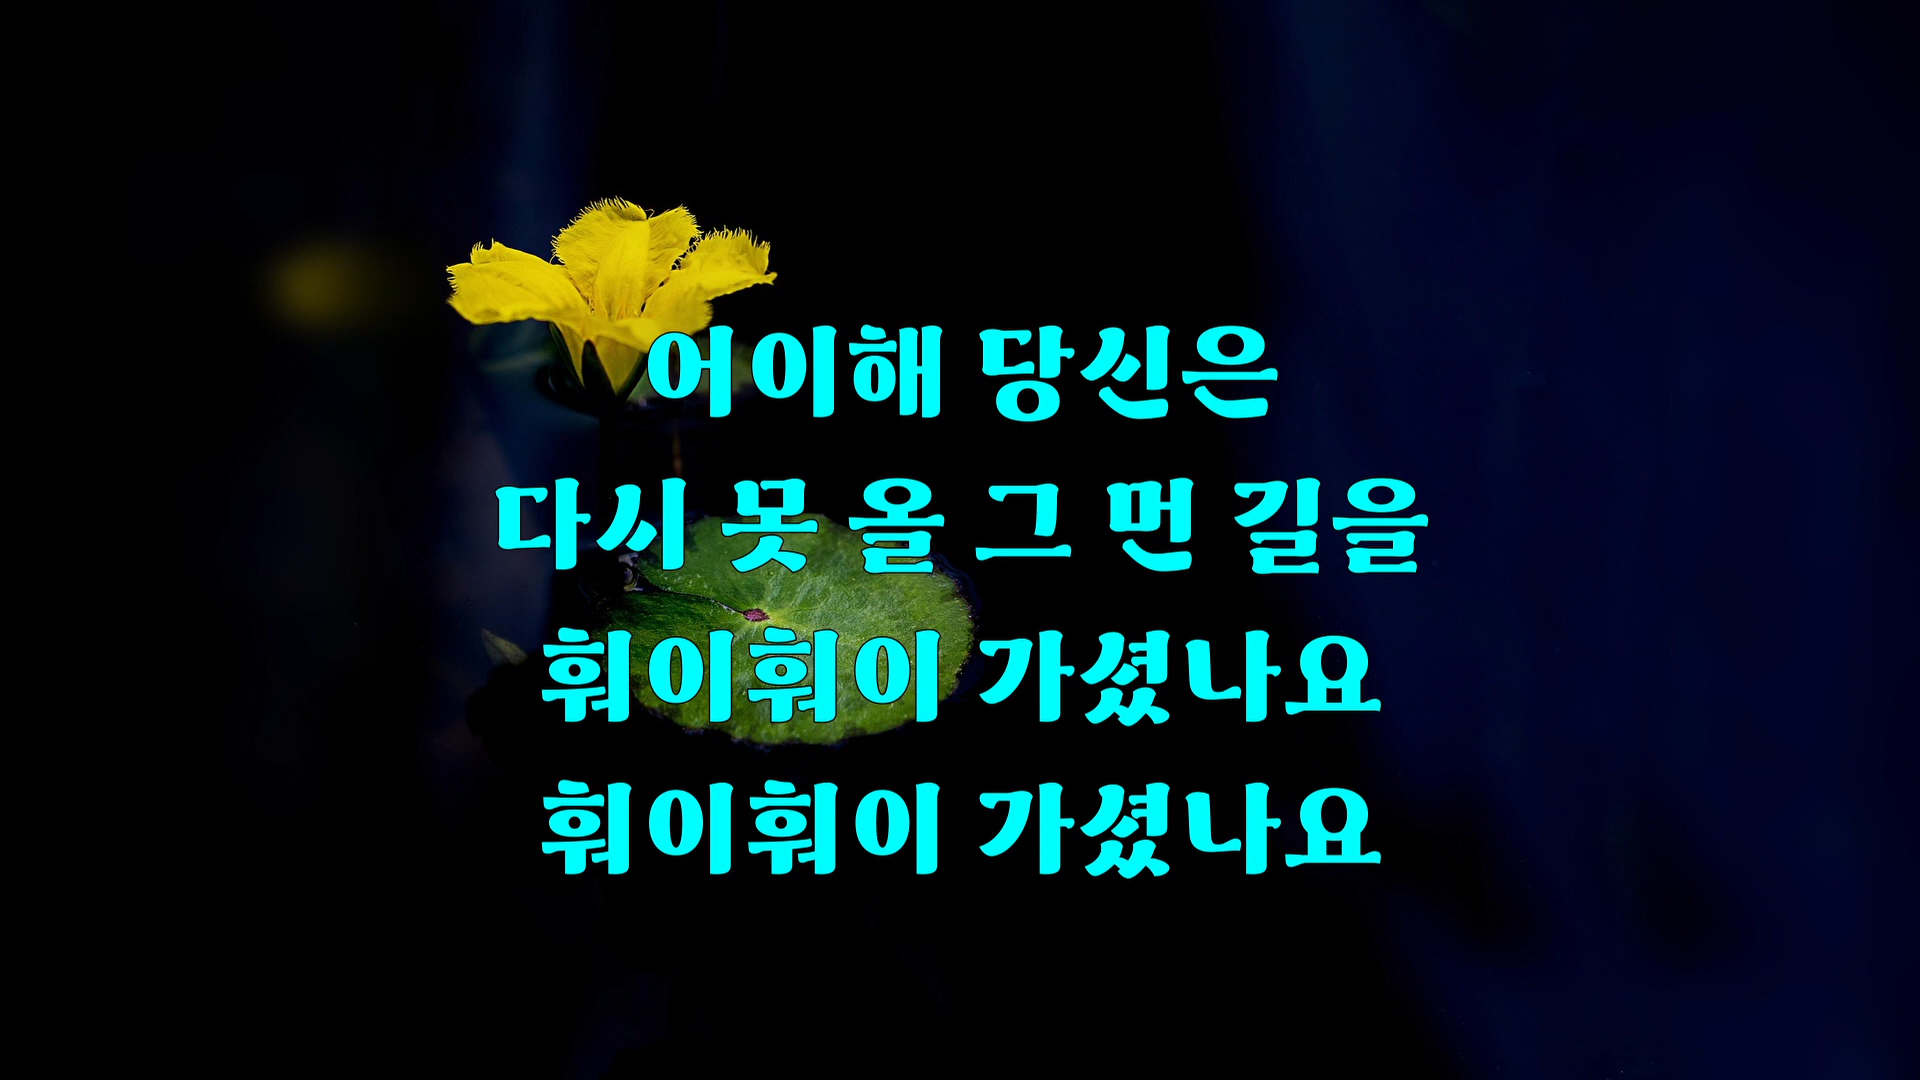 어이해 당신은
다시 못 올 그 먼 길을
훠이훠이 가셨나요
훠이훠이 가셨나요